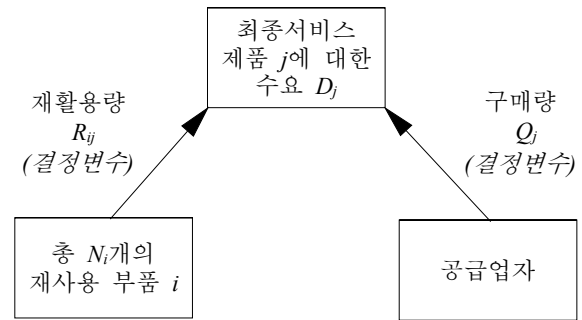 최종서비스
제품 j에 대한
수요 Dj
재활용량
Rij
(결정변수)
구매량
Qj
(결정변수)
총 Ni개의
재사용 부품 i
공급업자